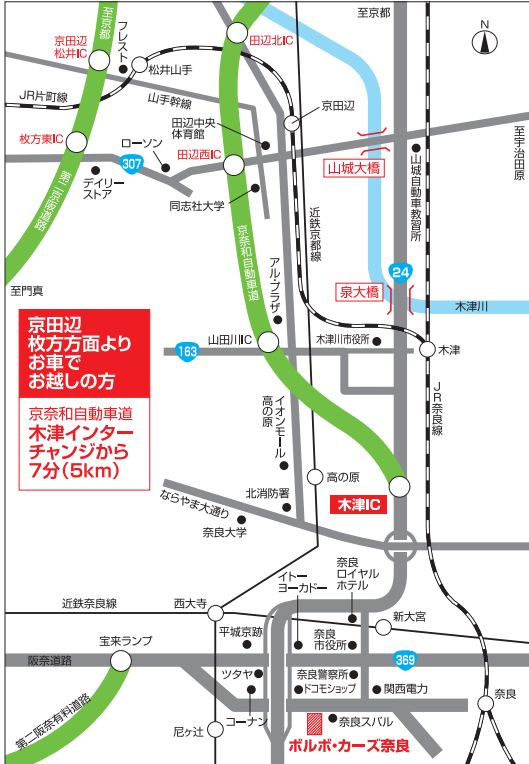 至京都
N
至京都
フレスト
京田辺
松井IC
松井山手
田辺北IC
JR片町線
山手幹線
京田辺
田辺中央
体育館
枚方東IC
ローソン
307
田辺西IC
山城大橋
山城自動車教習所
至宇治田原
デイリー
ストア
同志社大学
第二京阪道路
京奈和自動車道
近鉄京都線
24
泉大橋
木津川
至門真
アル・プラザ
京田辺
枚方方面より
お車で
お越しの方
京奈和自動車道
木津インター
チェンジから
7分(5km)
山田川IC
163
木津川市役所
木津
JR奈良線
イオンモール
高の原
高の原
北消防署
木津IC
ならやま大通り
奈良大学
イトー
ヨーカドー
奈良
ロイヤル
ホテル
近鉄奈良線
西大寺
新大宮
宝来ランプ
平城京跡
奈良
市役所
阪奈道路
369
ツタヤ
奈良警察所
ドコモショップ
関西電力
第二阪奈有料道路
コーナン
奈良スバル
奈良
尼ヶ辻
ボルボ・カーズ奈良